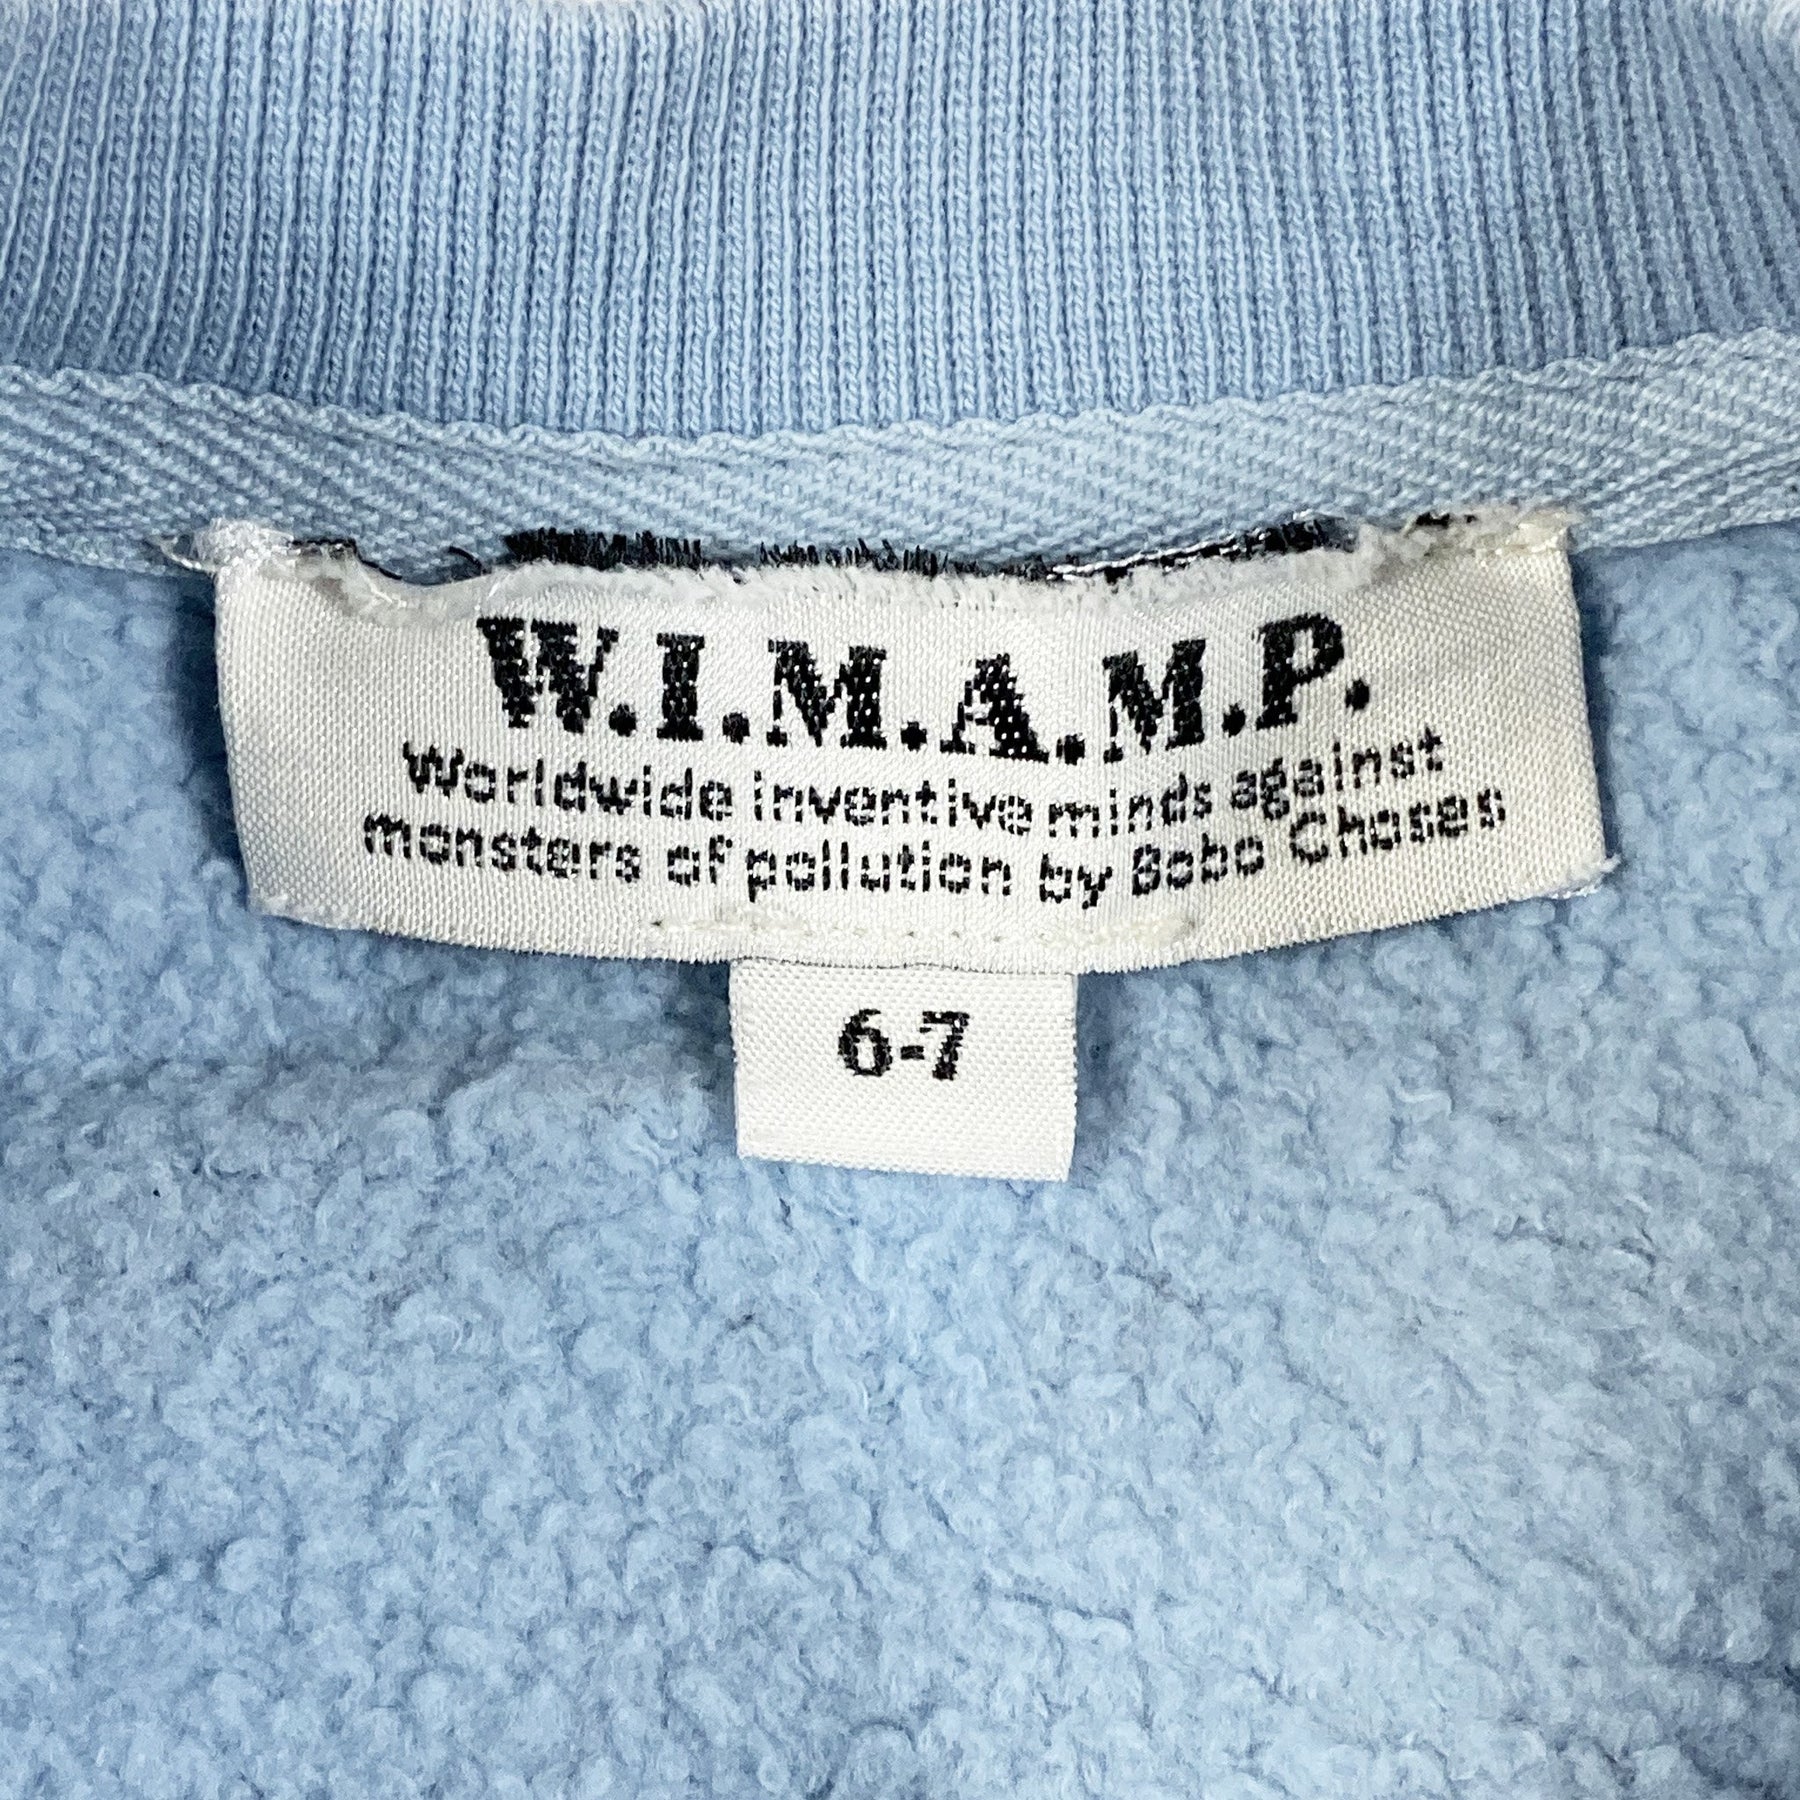 W.I.M.A.M.P.
Worldwide inventive minds against
monsters of pollution by Bobo Choses
6-7